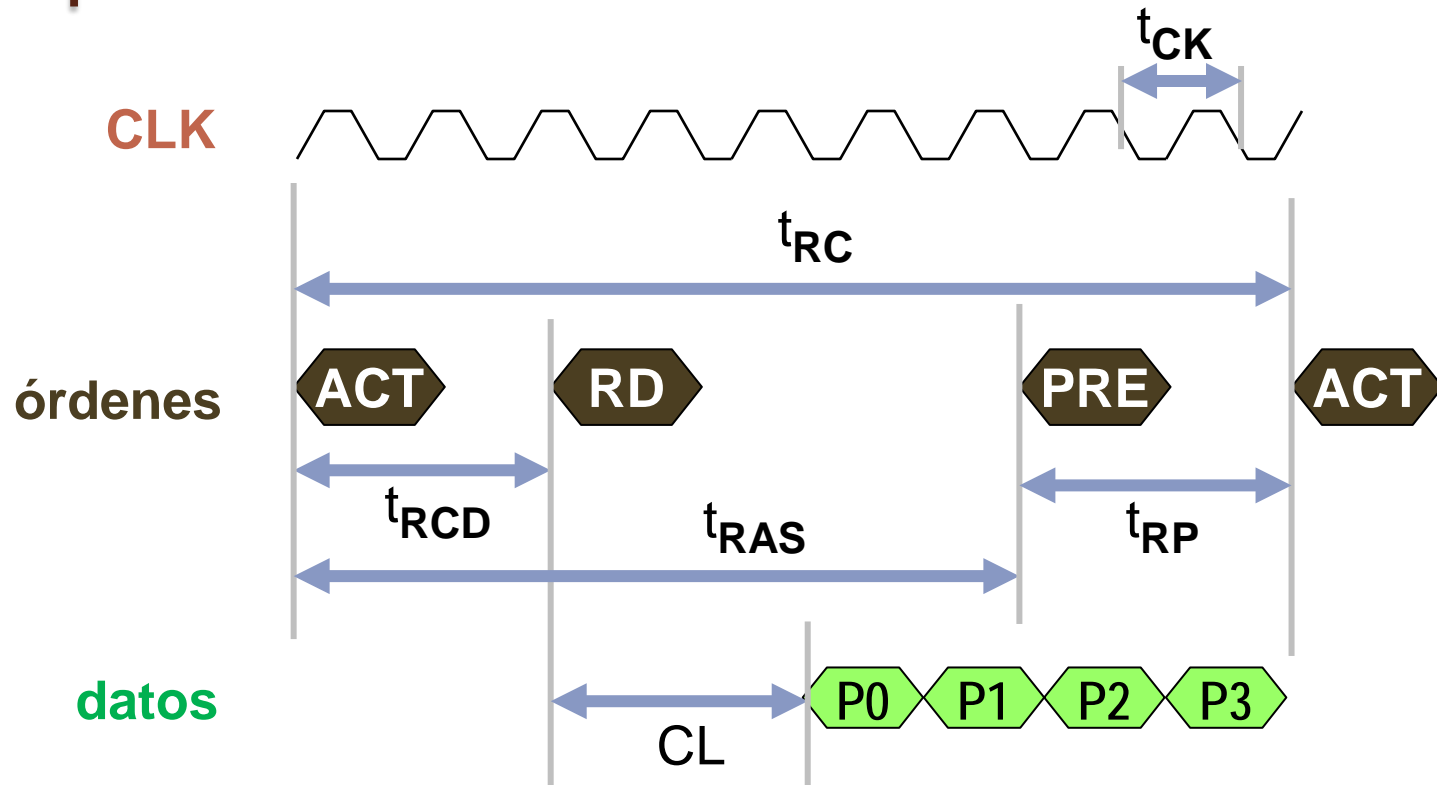 tCK
CLK
tRC
órdenes
ACT
RD
PRE
ACT
tRCD
tRAS
tRP
datos
P0
P1
P2
P3
CL